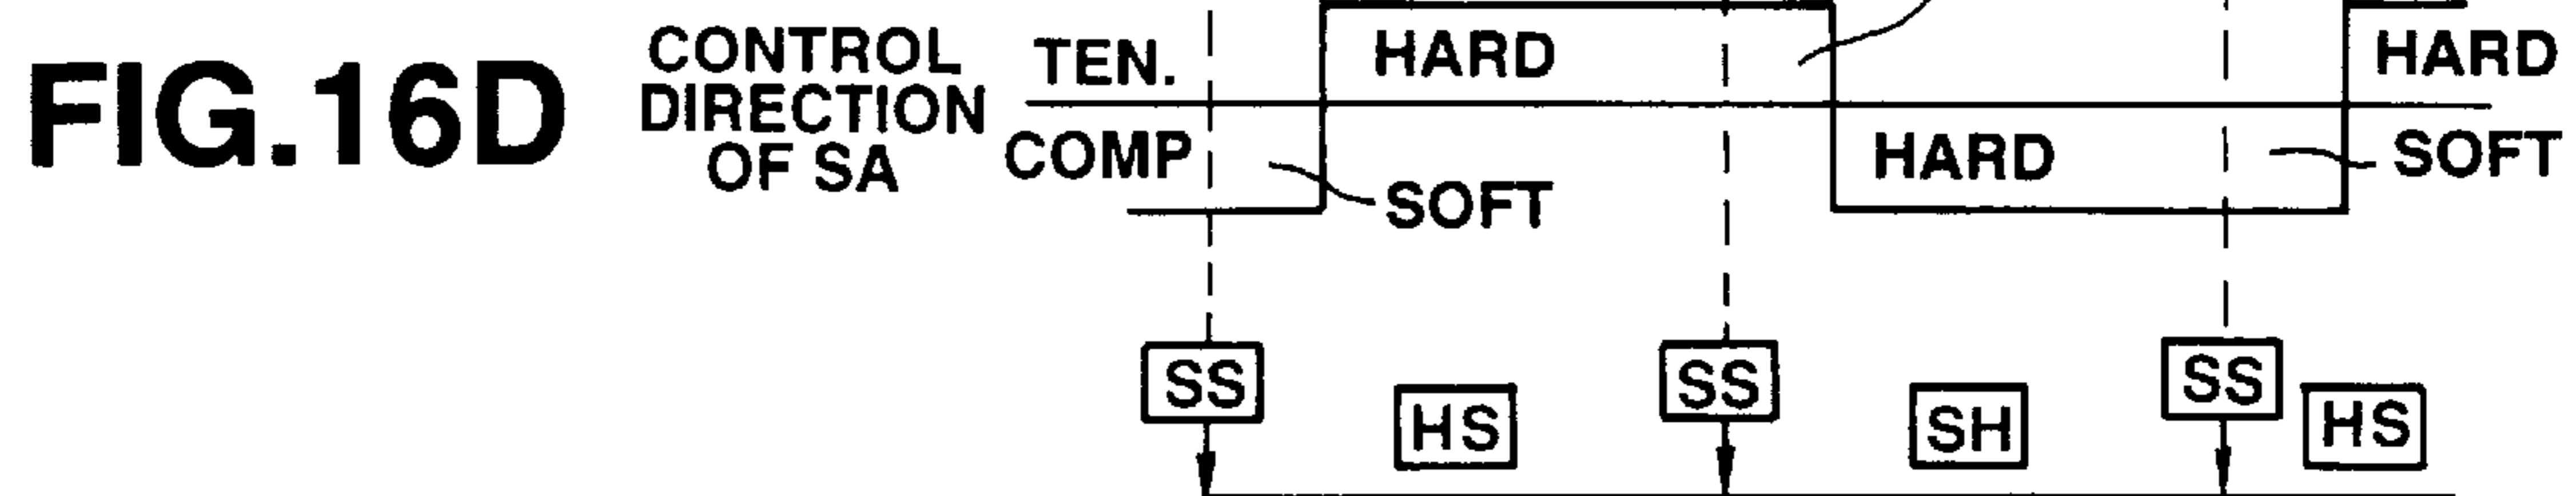 FIG.16D
CONTROL
DIRECTION
OF SA
TEN.
HARD
HARD
COMP
HARD
SOFT
SOFT
SS
SS
SS
HS
SH
HS